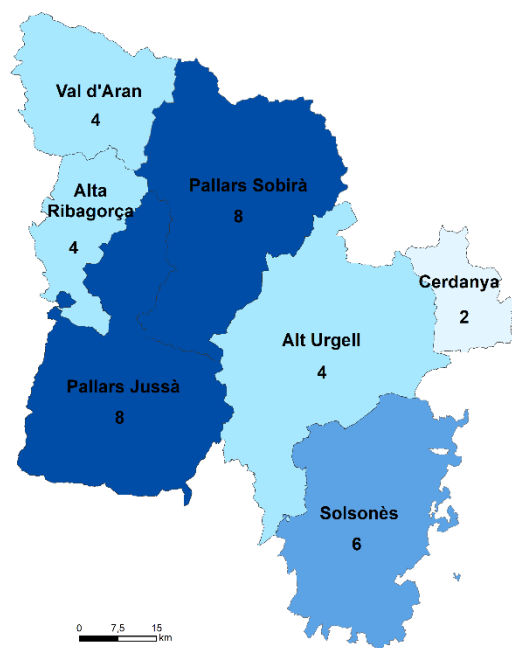 Val d'Aran
4
Alta
Ribagorça
4
Pallars Sobirà
8
Cerdanya
2
Alt Urgell
4
Pallars Jussà
8
Solsonès
6
0 7,5 15
km